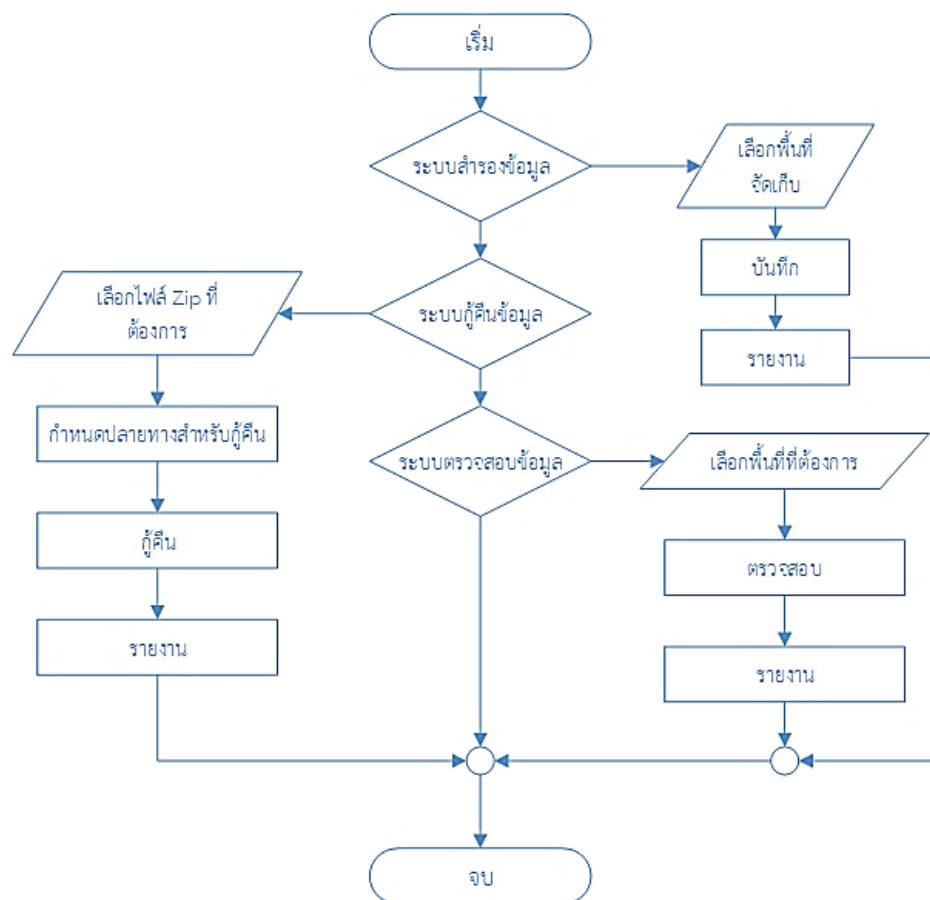 เริ่ม
ระบบสำรองข้อมูล
เลือกพื้นที่
จัดเก็บ
บันทึก
รายงาน
ระบบกู้คืนข้อมูล
เลือกไฟล์ Zip ที่
ต้องการ
กำหนดปลายทางสำหรับกู้คืน
กู้คืน
รายงาน
ระบบตรวจสอบข้อมูล
เลือกพื้นที่ที่ต้องการ
ตรวจสอบ
รายงาน
จบ